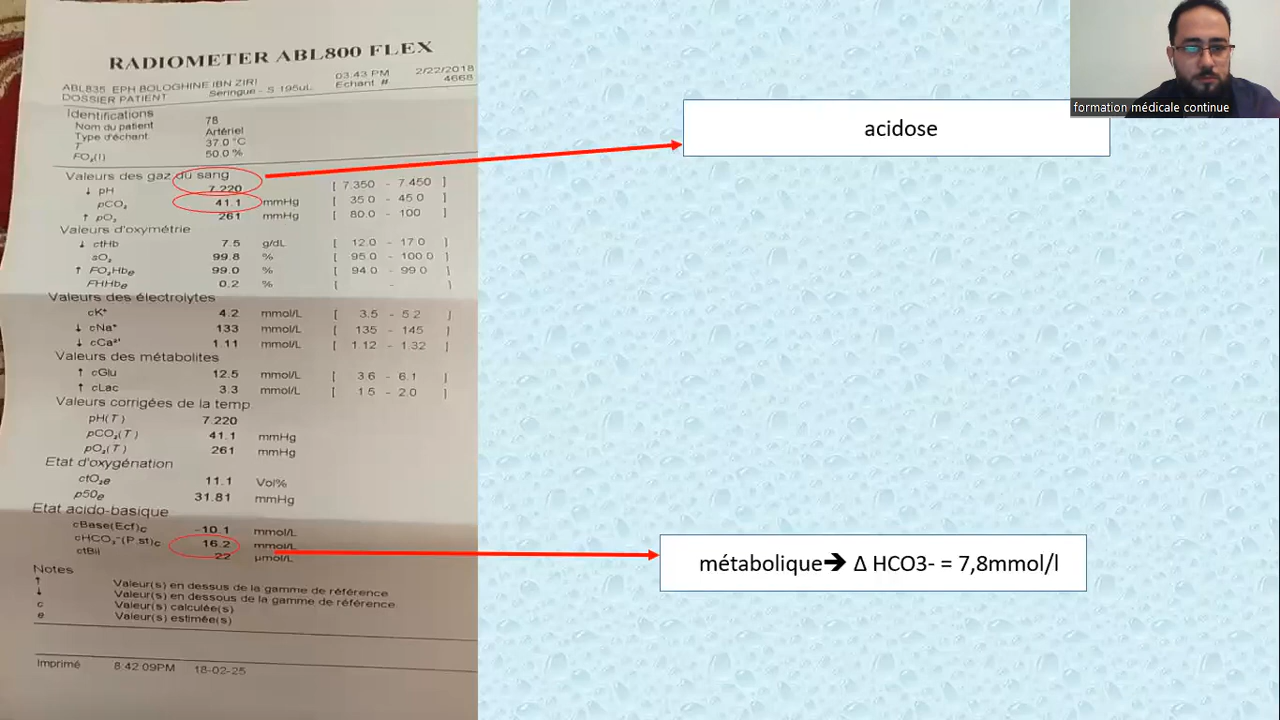 RADIOMETER ABL800 FLEX
ABL835 EPH BOLOGHINE IBN ZIRI 03:43 PM 2/22/2018
DOSSIER PATIENT Seringue - S 195uL Echant # 4668
Identifications
Nom du patient 78
Type d'échant. Artériel
T 37.0 °C
FO₂(I) 50.0 %
Valeurs des gaz du sang
↓ pH 7.220 [ 7.350 - 7.450 ]
pCO₂ 41.1 mmHg [ 35.0 - 45.0 ]
↑ pO₂ 261 mmHg [ 80.0 - 100 ]
Valeurs d'oxymétrie
↓ ctHb 7.5 g/dL [ 12.0 - 17.0 ]
sO₂ 99.8 % [ 95.0 - 100.0 ]
↑ FO₂Hbe 99.0 % [ 94.0 - 99.0 ]
FHHbe 0.2 % [ - ]
Valeurs des électrolytes
cK⁺ 4.2 mmol/L [ 3.5 - 5.2 ]
↓ cNa⁺ 133 mmol/L [ 135 - 145 ]
↓ cCa²⁺ 1.11 mmol/L [ 1.12 - 1.32 ]
Valeurs des métabolites
↑ cGlu 12.5 mmol/L [ 3.6 - 6.1 ]
↑ cLac 3.3 mmol/L [ 1.5 - 2.0 ]
Valeurs corrigées de la temp.
pH(T) 7.220
pCO₂(T) 41.1 mmHg
pO₂(T) 261 mmHg
Etat d'oxygénation
ctO₂e 11.1 Vol%
p50e 31.81 mmHg
Etat acido-basique
cBase(Ecf)c -10.1 mmol/L
cHCO₃⁻(P.st)c 16.2 mmol/L
ctBil 22 µmol/L
Notes
↑ Valeur(s) en dessus de la gamme de référence
↓ Valeur(s) en dessous de la gamme de référence
c Valeur(s) calculée(s)
e Valeur(s) estimée(s)
Imprimé 8:42:09PM 18-02-25
acidose
métabolique➔ Δ HCO3- = 7,8mmol/l
formation médicale continue